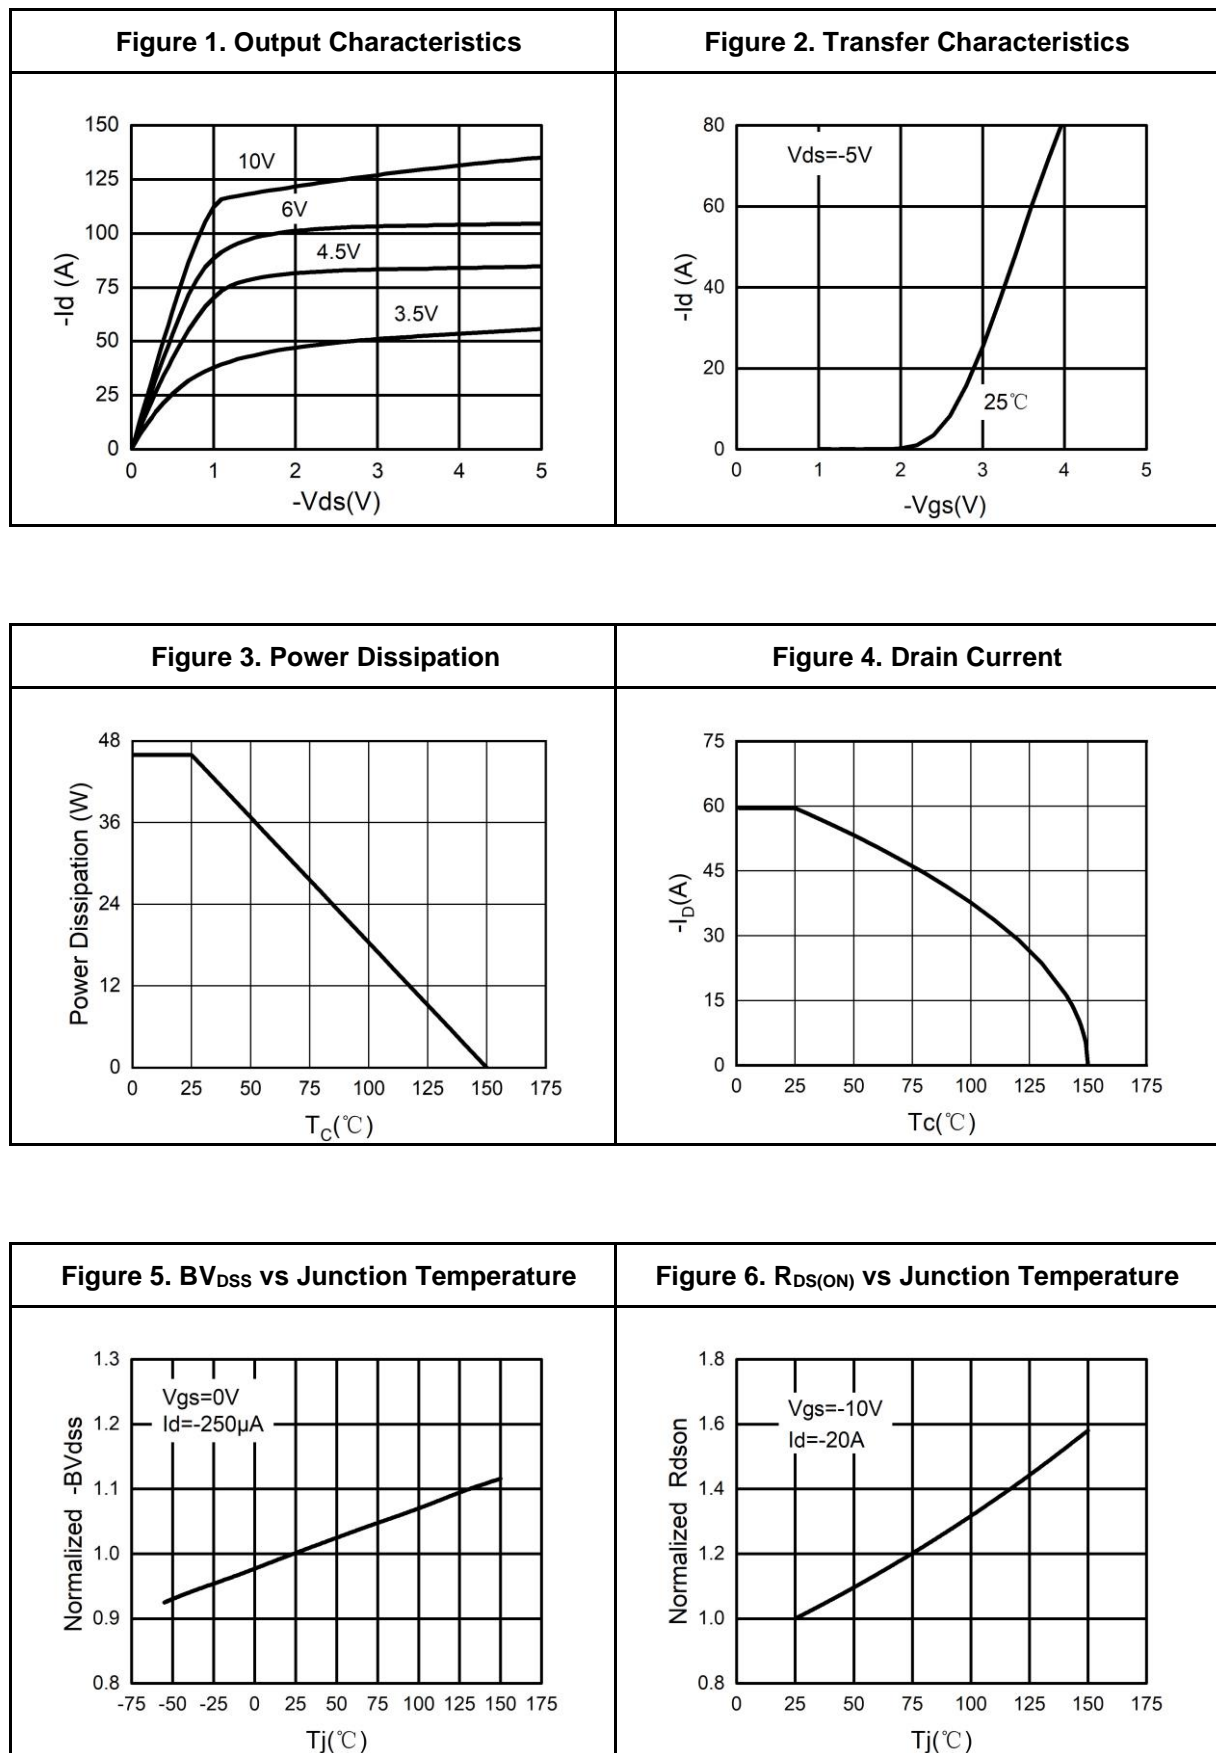 Figure 1. Output Characteristics
Figure 2. Transfer Characteristics
150
125
100
75
50
25
0
-Id (A)
10V
6V
4.5V
3.5V
0 1 2 3 4 5
-Vds(V)
80
60
40
20
0
-Id (A)
Vds=-5V
25℃
0 1 2 3 4 5
-Vgs(V)
Figure 3. Power Dissipation
Figure 4. Drain Current
48
36
24
12
0
Power Dissipation (W)
0 25 50 75 100 125 150 175
TC(℃)
75
60
45
30
15
0
-ID(A)
0 25 50 75 100 125 150 175
Tc(℃)
Figure 5. BVDSS vs Junction Temperature
Figure 6. RDS(ON) vs Junction Temperature
1.3
1.2
1.1
1.0
0.9
0.8
Normalized -BVdss
Vgs=0V
Id=-250μA
-75 -50 -25 0 25 50 75 100 125 150 175
Tj(℃)
1.8
1.6
1.4
1.2
1.0
0.8
Normalized Rdson
Vgs=-10V
Id=-20A
0 25 50 75 100 125 150 175
Tj(℃)